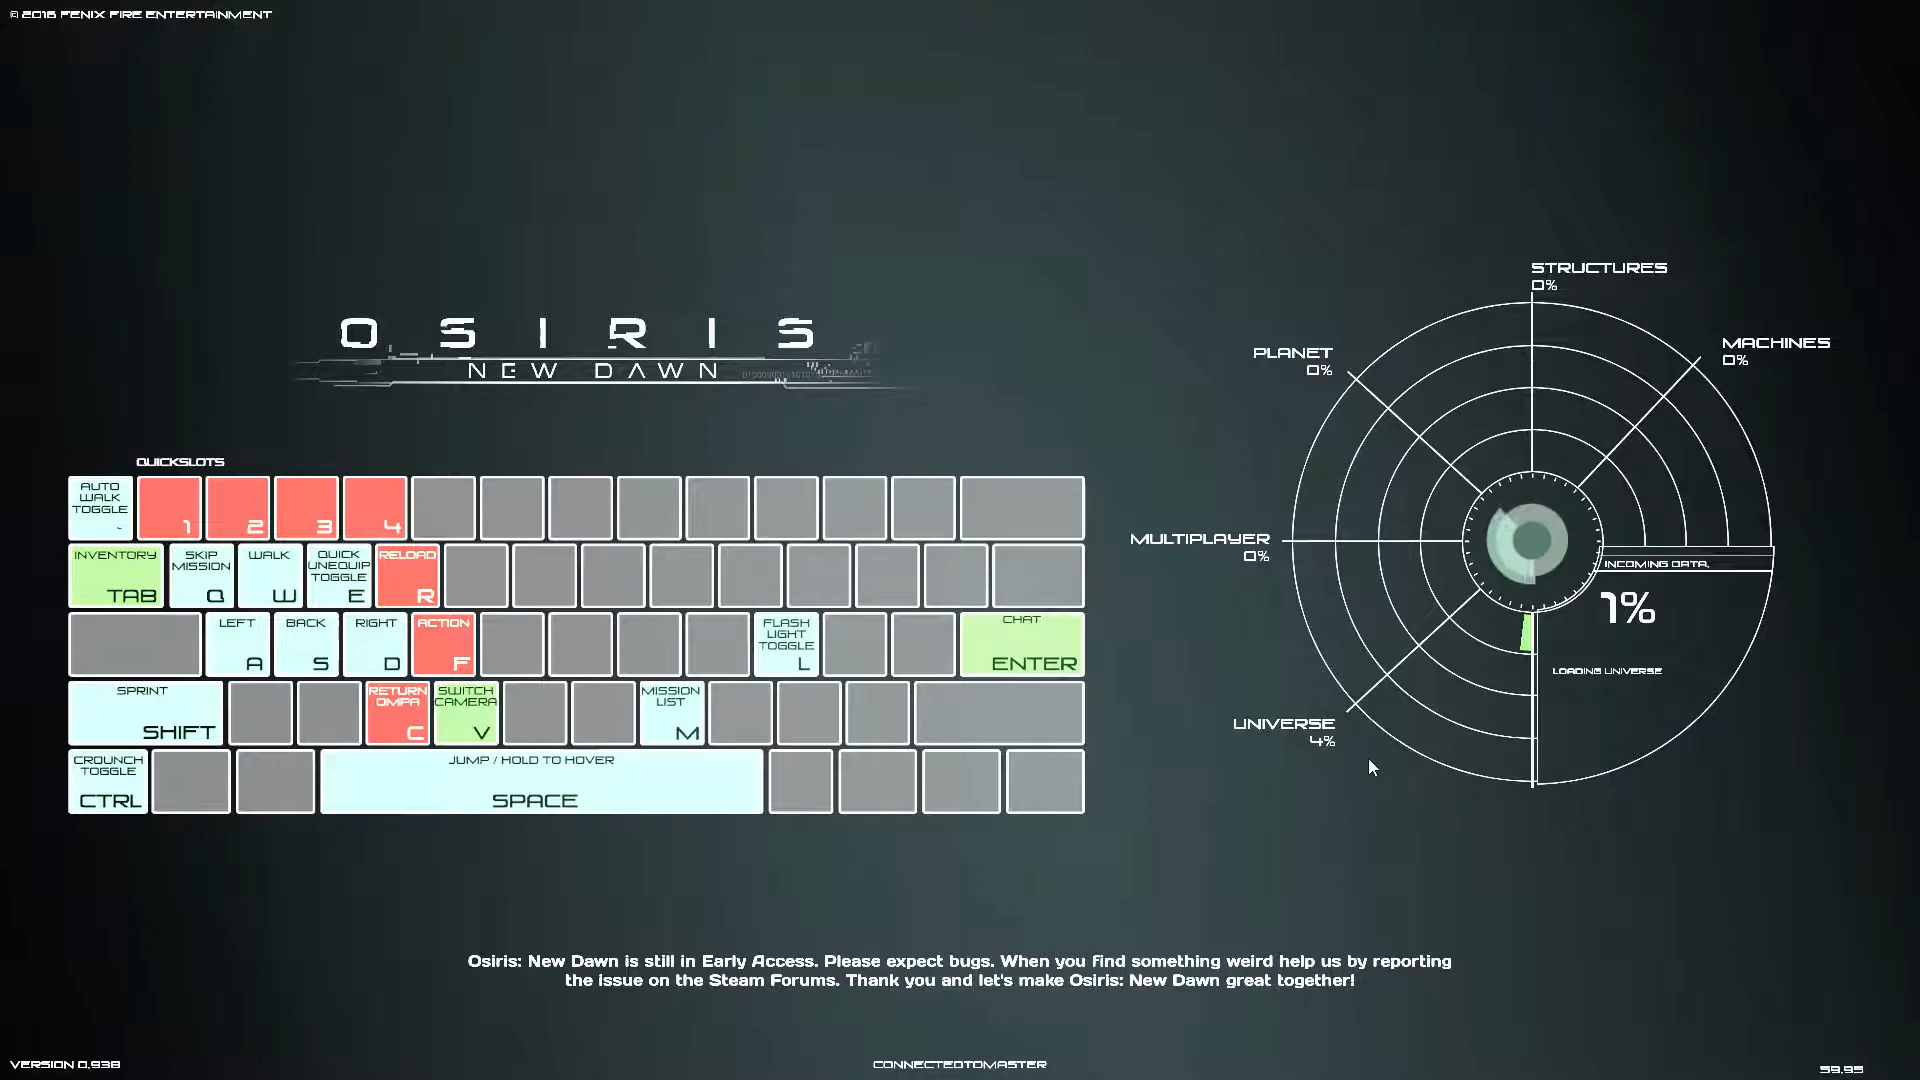 © 2016 FENIX FIRE ENTERTAINMENT
OSIRIS
NEW DAWN
QUICKSLOTS
AUTO WALK TOGGLE ~
1
2
3
4
INVENTORY TAB
SKIP MISSION Q
WALK W
QUICK UNEQUIP TOGGLE E
RELOAD R
LEFT A
BACK S
RIGHT D
ACTION F
FLASH LIGHT TOGGLE L
CHAT ENTER
SPRINT SHIFT
RETURN OMPA C
SWITCH CAMERA V
MISSION LIST M
CROUNCH TOGGLE CTRL
JUMP / HOLD TO HOVER
SPACE
STRUCTURES
0%
MACHINES
0%
PLANET
0%
MULTIPLAYER
0%
INCOMING DATA.
1%
LOADING UNIVERSE
UNIVERSE
4%
Osiris: New Dawn is still in Early Access. Please expect bugs. When you find something weird help us by reporting
the issue on the Steam Forums. Thank you and let's make Osiris: New Dawn great together!
VERSION 0.938
CONNECTEDTOMASTER
59.95